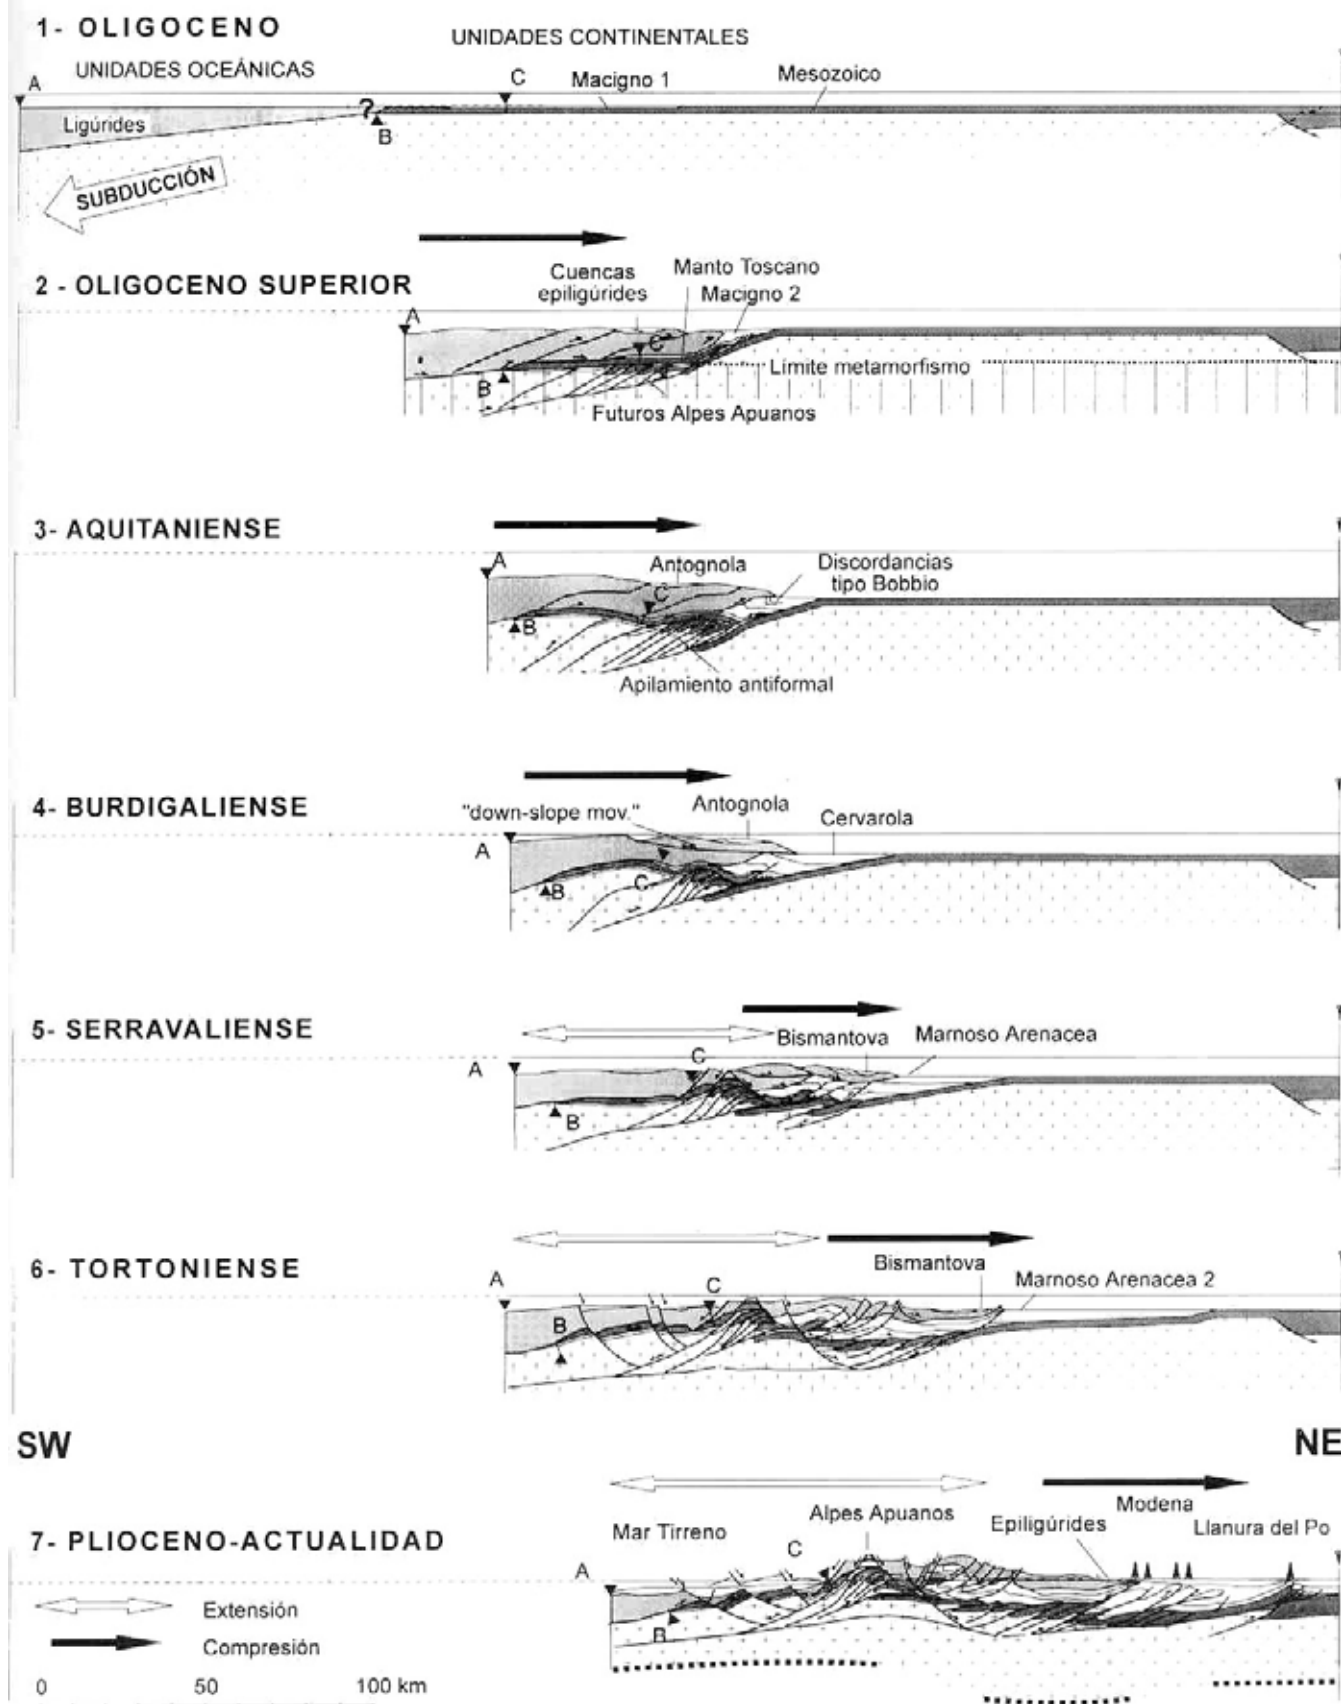 1- OLIGOCENO
UNIDADES CONTINENTALES
UNIDADES OCEÁNICAS
A
C
Macigno 1
Mesozoico
?
Ligúrides
B
SUBDUCCIÓN
2 - OLIGOCENO SUPERIOR
Cuencas
epiligúrides
Manto Toscano
Macigno 2
A
C
B
Límite metamorfismo
Futuros Alpes Apuanos
3- AQUITANIENSE
A
Antognola
Discordancias
tipo Bobbio
C
B
Apilamiento antiformal
4- BURDIGALIENSE
"down-slope mov."
Antognola
Cervarola
A
C
B
5- SERRAVALIENSE
Bismantova
Marnoso Arenacea
C
A
B
6- TORTONIENSE
Bismantova
Marnoso Arenacea 2
A
C
B
SW
NE
7- PLIOCENO-ACTUALIDAD
Mar Tirreno
Alpes Apuanos
Epiligúrides
Modena
Llanura del Po
C
A
B
Extensión
Compresión
0 50 100 km